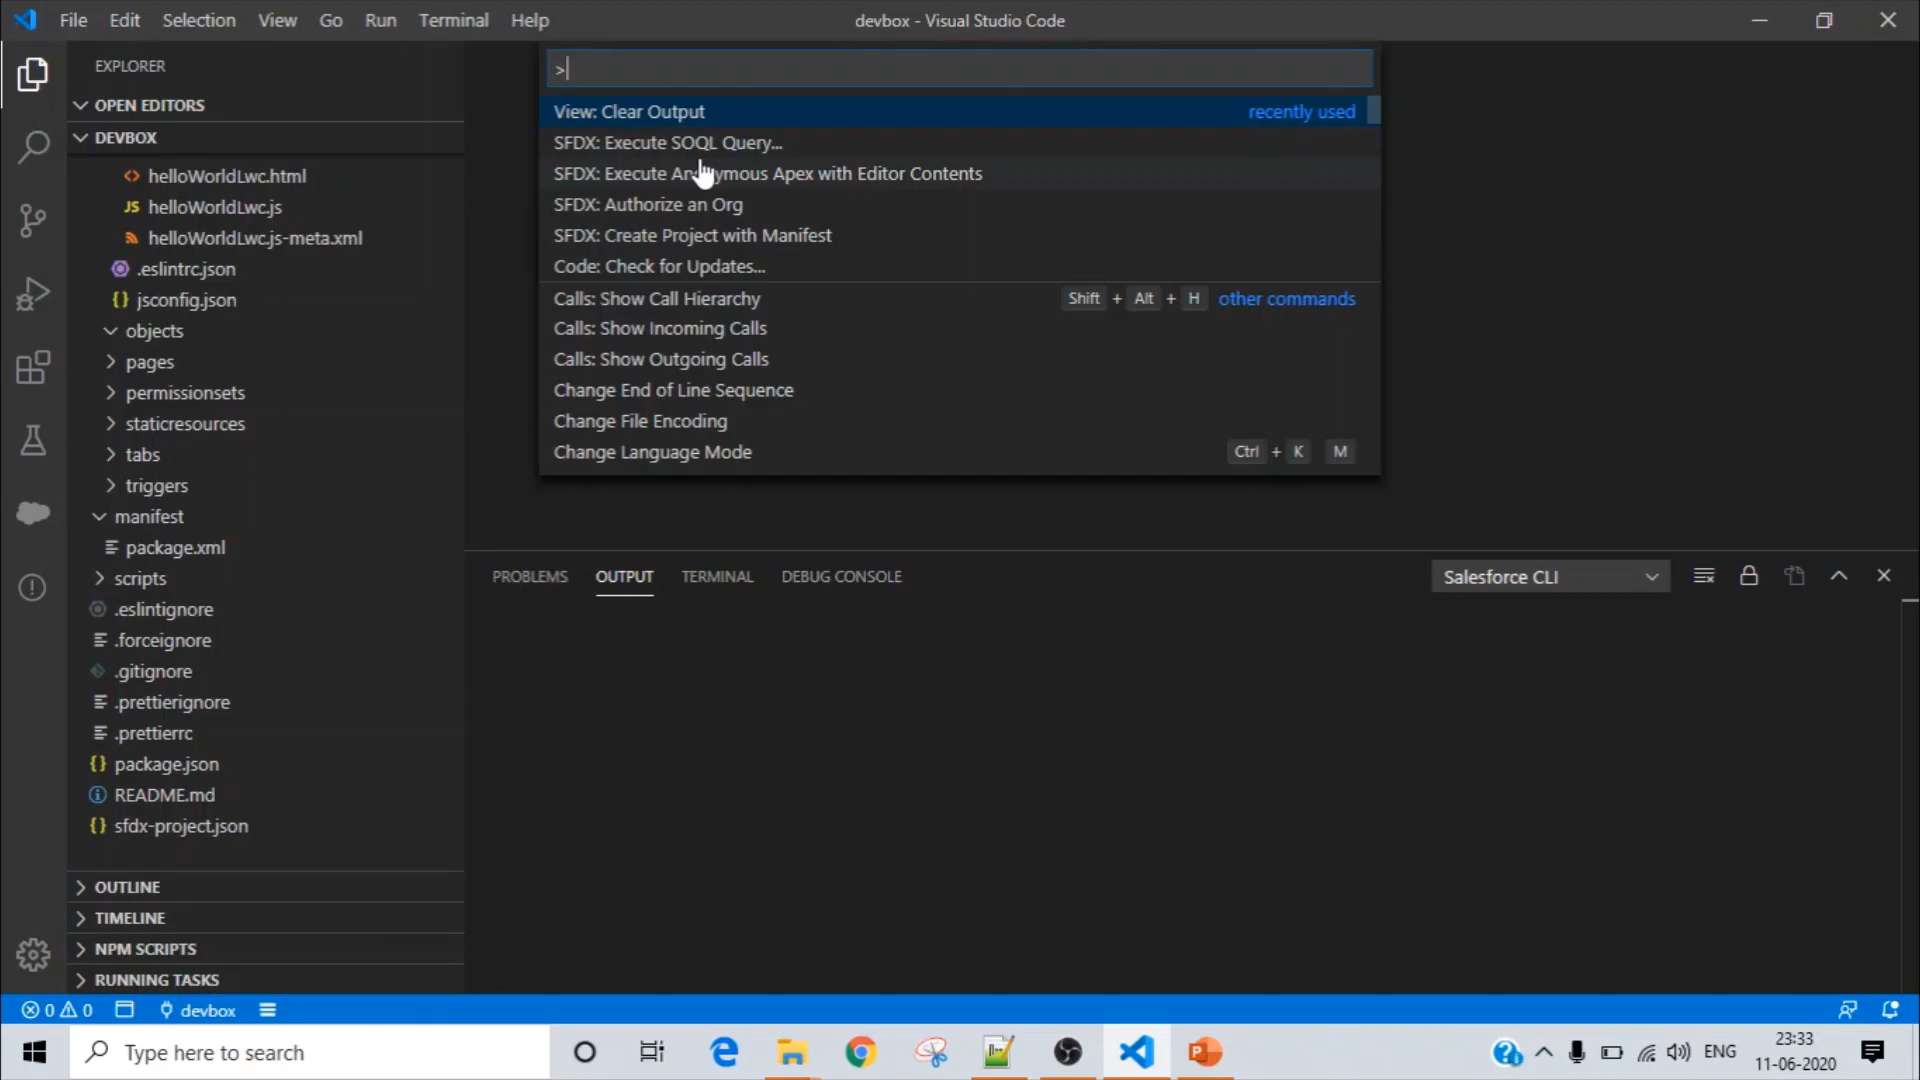 File Edit Selection View Go Run Terminal Help
devbox - Visual Studio Code
EXPLORER
OPEN EDITORS
DEVBOX
helloWorldLwc.html
JS helloWorldLwc.js
helloWorldLwc.js-meta.xml
.eslintrc.json
{} jsconfig.json
objects
pages
permissionsets
staticresources
tabs
triggers
manifest
package.xml
scripts
.eslintignore
.forceignore
.gitignore
.prettierignore
.prettierrc
{} package.json
README.md
{} sfdx-project.json
OUTLINE
TIMELINE
NPM SCRIPTS
RUNNING TASKS
>
View: Clear Output recently used
SFDX: Execute SOQL Query...
SFDX: Execute Anonymous Apex with Editor Contents
SFDX: Authorize an Org
SFDX: Create Project with Manifest
Code: Check for Updates...
Calls: Show Call Hierarchy Shift + Alt + H other commands
Calls: Show Incoming Calls
Calls: Show Outgoing Calls
Change End of Line Sequence
Change File Encoding
Change Language Mode Ctrl + K M
PROBLEMS OUTPUT TERMINAL DEBUG CONSOLE Salesforce CLI
0 0 devbox
Type here to search
ENG
23:33
11-06-2020